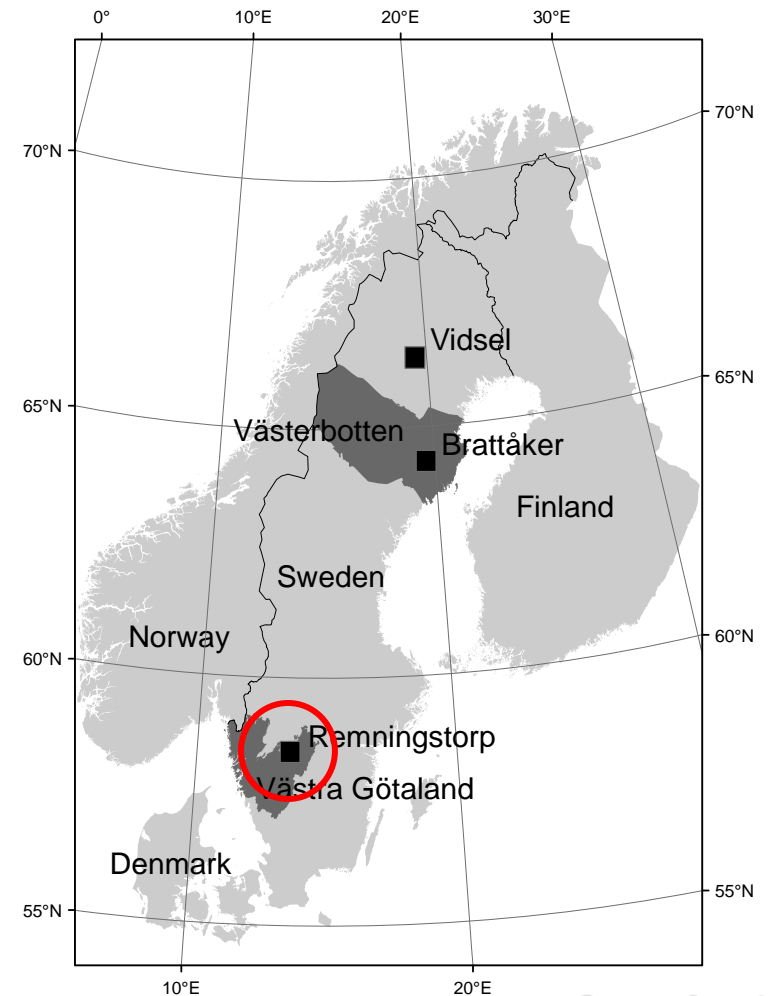 0° 10°E 20°E 30°E
70°N
70°N
Vidsel
65°N
65°N
Västerbotten
Brattåker
Finland
Sweden
Norway
60°N
60°N
Remningstorp
Västra Götaland
Denmark
55°N
55°N
10°E 20°E